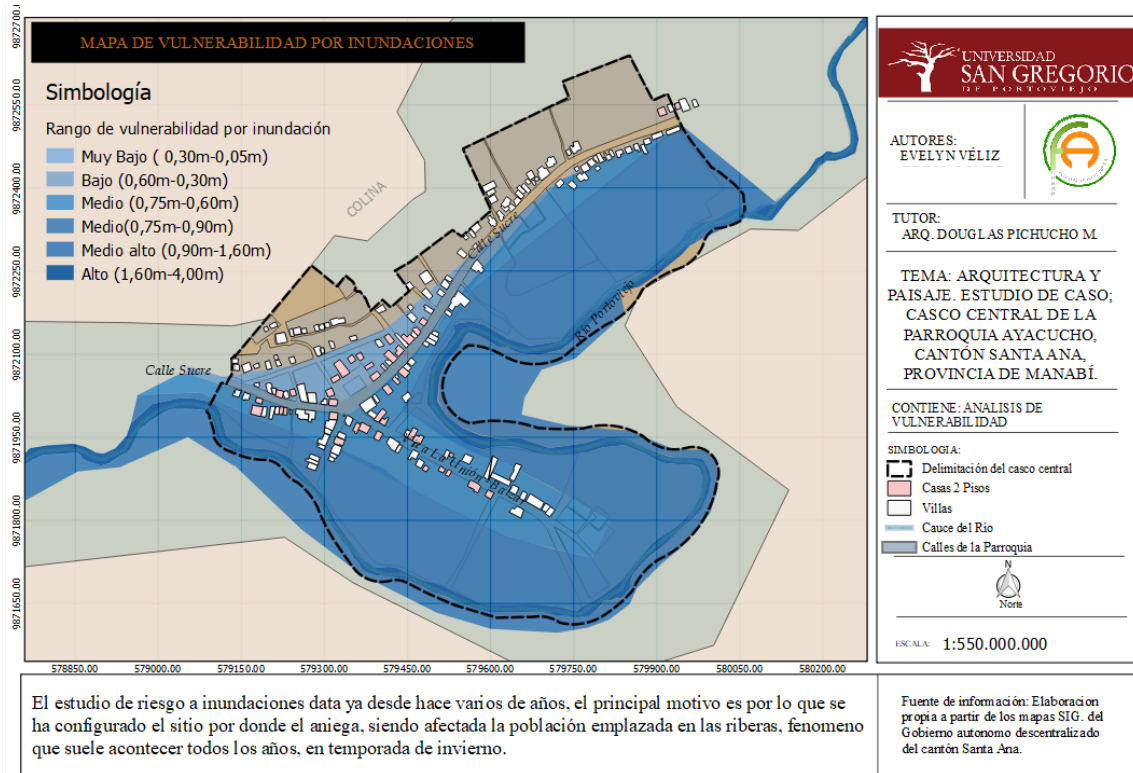 MAPA DE VULNERABILIDAD POR INUNDACIONES
Simbología
Rango de vulnerabilidad por inundación
Muy Bajo ( 0,30m-0,05m)
Bajo (0,60m-0,30m)
Medio (0,75m-0,60m)
Medio(0,75m-0,90m)
Medio alto (0,90m-1,60m)
Alto (1,60m-4,00m)
COLINA
Calle Sucre
Calle Sucre
Río Portoviejo
La Unión
9872550.00
9872400.00
9872250.00
9872100.00
9871950.00
9871800.00
9871650.00
578850.00
579000.00
579150.00
579300.00
579450.00
579600.00
579750.00
579900.00
580050.00
580200.00
UNIVERSIDAD
SAN GREGORIO
DE PORTOVIEJO
AUTORES:
EVELYN VÉLIZ
TUTOR:
ARQ. DOUGLAS PICHUCHO M.
TEMA: ARQUITECTURA Y
PAISAJE. ESTUDIO DE CASO;
CASCO CENTRAL DE LA
PARROQUIA AYACUCHO,
CANTÓN SANTA ANA,
PROVINCIA DE MANABÍ.
CONTIENE: ANALISIS DE
VULNERABILIDAD
SIMBOLOGIA:
Delimitación del casco central
Casas 2 Pisos
Villas
Cauce del Rio
Calles de la Parroquia
N
Norte
ESCALA: 1:550.000.000
El estudio de riesgo a inundaciones data ya desde hace varios de años, el principal motivo es por lo que se
ha configurado el sitio por donde el aniega, siendo afectada la población emplazada en las riberas, fenomeno
que suele acontecer todos los años, en temporada de invierno.
Fuente de información: Elaboracion
propia a partir de los mapas SIG. del
Gobierno autonomo descentralizado
del cantón Santa Ana.